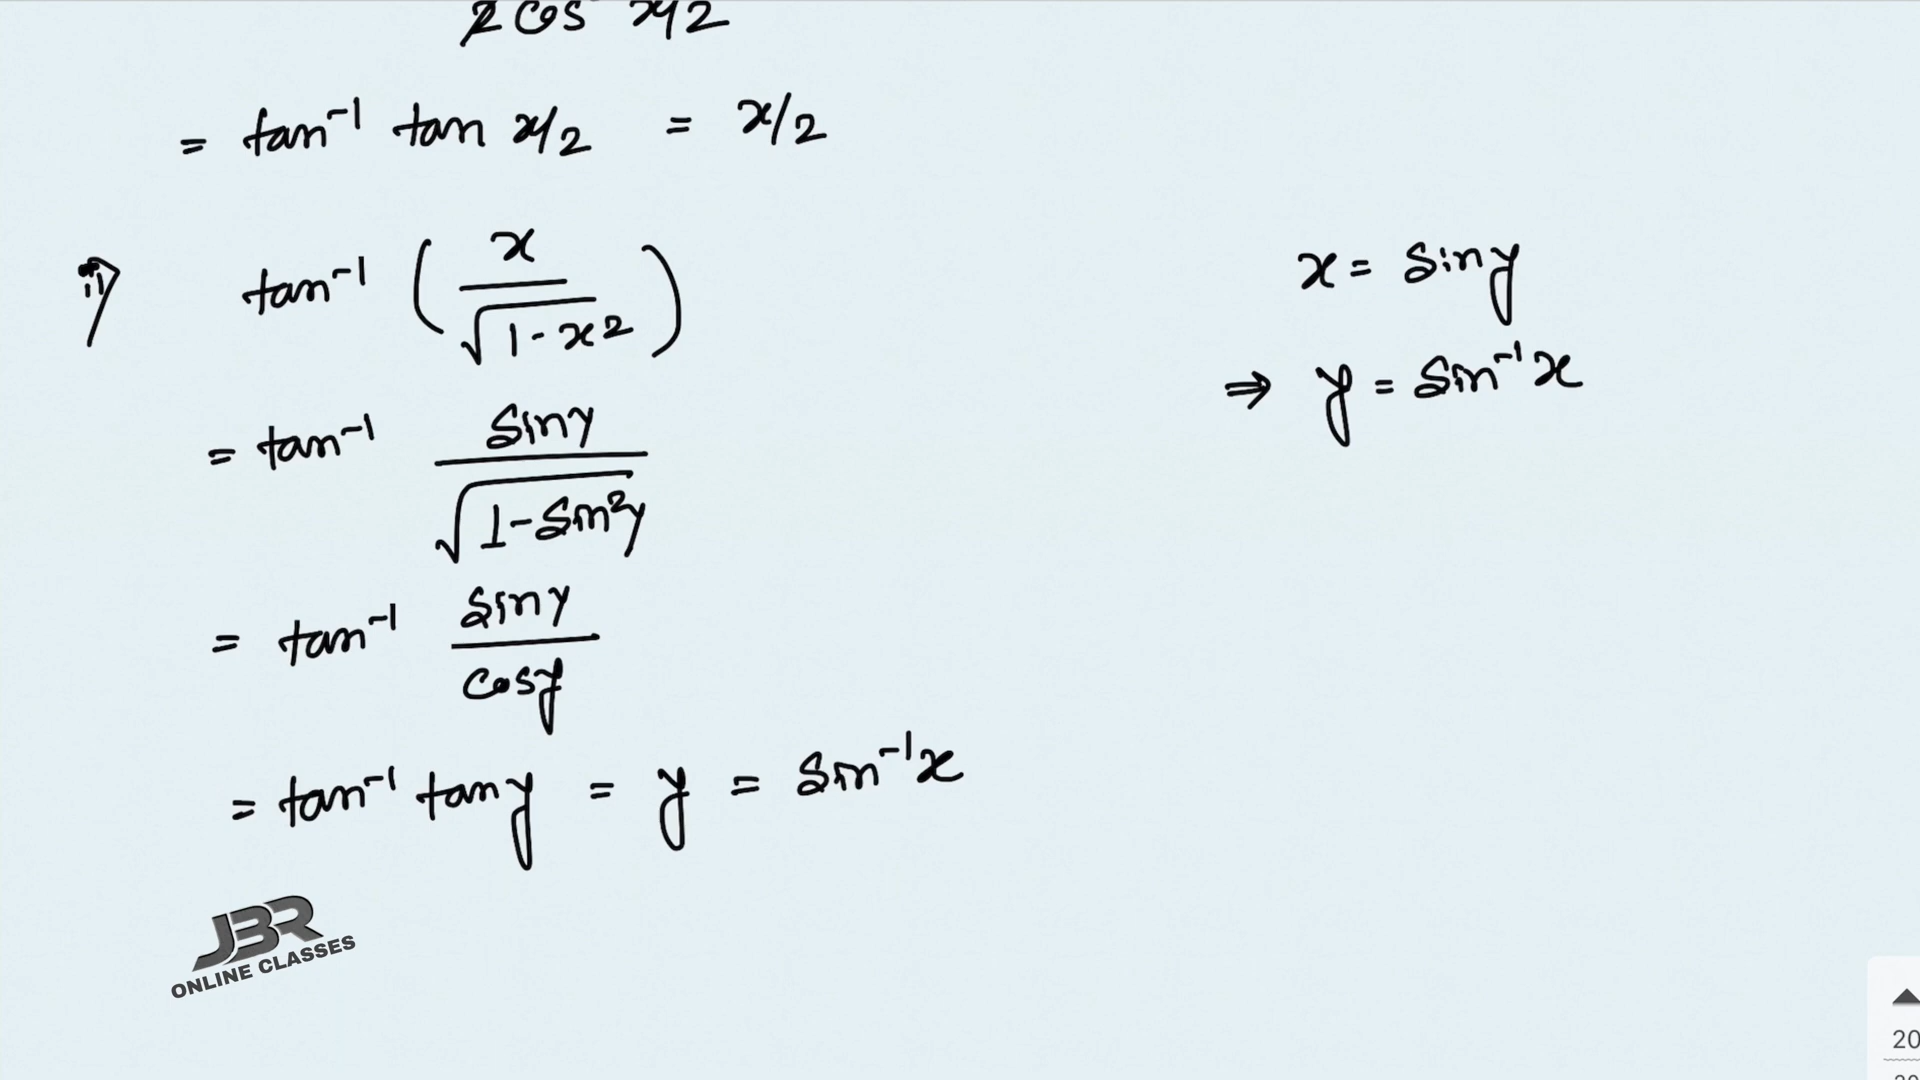 2 cos x/2
= tan⁻¹ tan x/2 = x/2
ii) tan⁻¹ (x / √(1-x²))
x = sin y
⇒ y = sin⁻¹x
= tan⁻¹ sin y / √(1-sin²y)
= tan⁻¹ sin y / cos y
= tan⁻¹ tan y = y = sin⁻¹x
JBR
ONLINE CLASSES
20